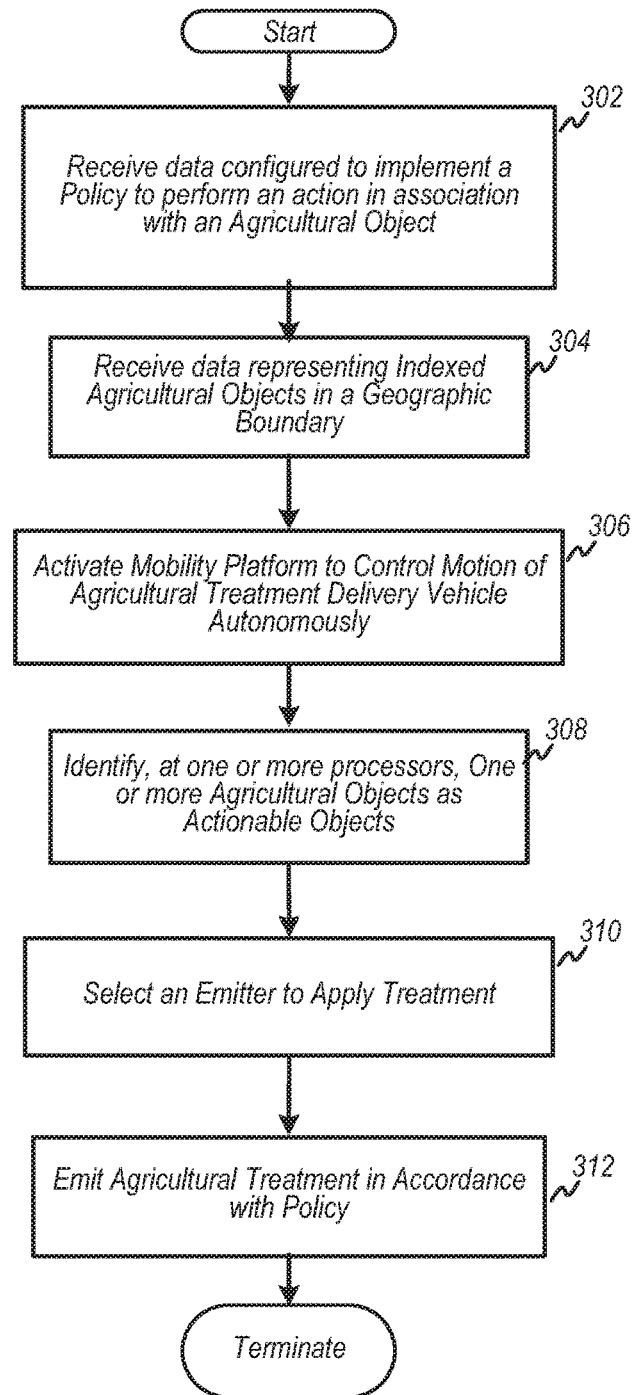 Start
302
Receive data configured to implement a
Policy to perform an action in association
with an Agricultural Object
304
Receive data representing Indexed
Agricultural Objects in a Geographic
Boundary
306
Activate Mobility Platform to Control Motion of
Agricultural Treatment Delivery Vehicle
Autonomously
308
Identify, at one or more processors, One
or more Agricultural Objects as
Actionable Objects
310
Select an Emitter to Apply Treatment
312
Emit Agricultural Treatment in Accordance
with Policy
Terminate